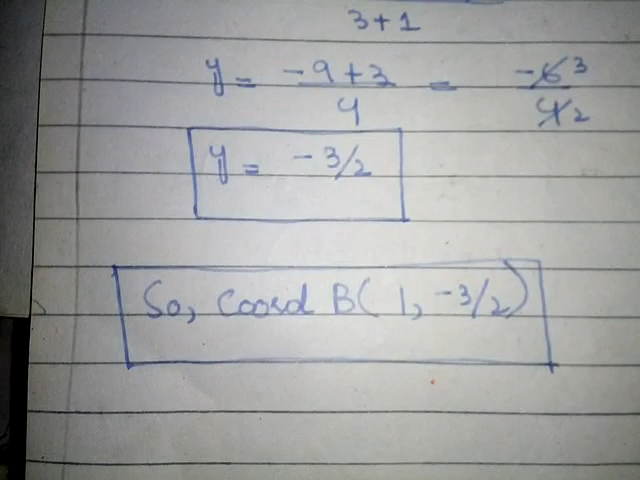 3+1
y = -9+3/4 = -6 3/4 2
y = -3/2
So, Coord B( 1, -3/2)